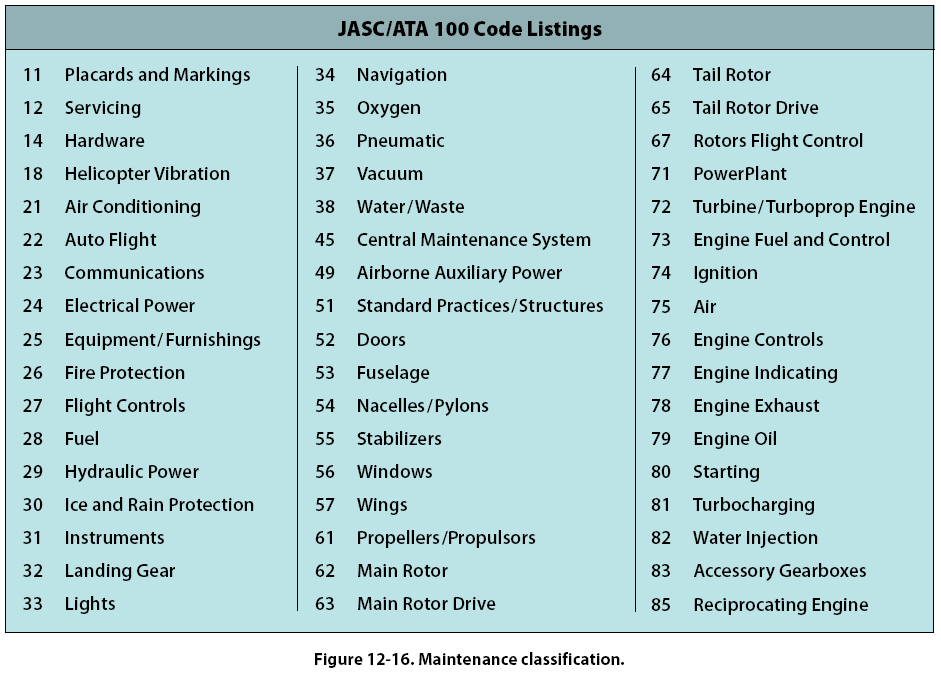 JASC/ATA 100 Code Listings
11 Placards and Markings
12 Servicing
14 Hardware
18 Helicopter Vibration
21 Air Conditioning
22 Auto Flight
23 Communications
24 Electrical Power
25 Equipment/Furnishings
26 Fire Protection
27 Flight Controls
28 Fuel
29 Hydraulic Power
30 Ice and Rain Protection
31 Instruments
32 Landing Gear
33 Lights
34 Navigation
35 Oxygen
36 Pneumatic
37 Vacuum
38 Water/Waste
45 Central Maintenance System
49 Airborne Auxiliary Power
51 Standard Practices/Structures
52 Doors
53 Fuselage
54 Nacelles/Pylons
55 Stabilizers
56 Windows
57 Wings
61 Propellers/Propulsors
62 Main Rotor
63 Main Rotor Drive
64 Tail Rotor
65 Tail Rotor Drive
67 Rotors Flight Control
71 PowerPlant
72 Turbine/Turboprop Engine
73 Engine Fuel and Control
74 Ignition
75 Air
76 Engine Controls
77 Engine Indicating
78 Engine Exhaust
79 Engine Oil
80 Starting
81 Turbocharging
82 Water Injection
83 Accessory Gearboxes
85 Reciprocating Engine
Figure 12-16. Maintenance classification.